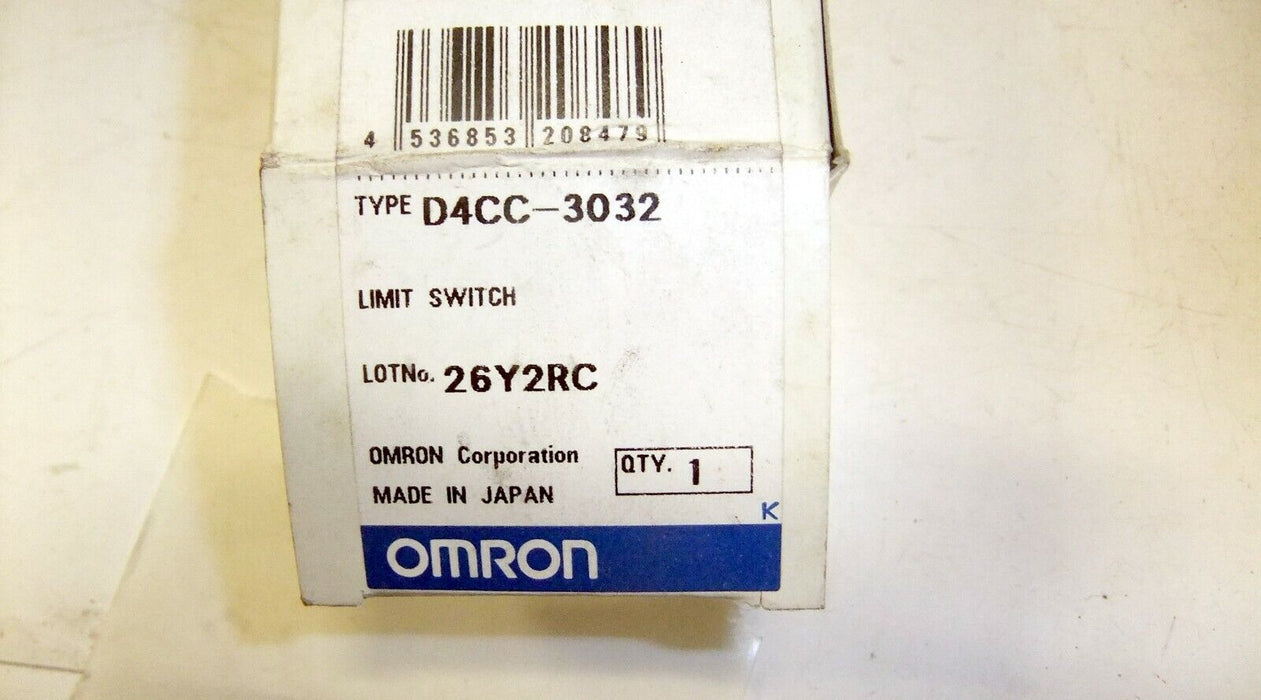 4 536853 208479
TYPE D4CC-3032
LIMIT SWITCH
LOTNo. 26Y2RC
OMRON Corporation
QTY. 1
MADE IN JAPAN
K
OMRON